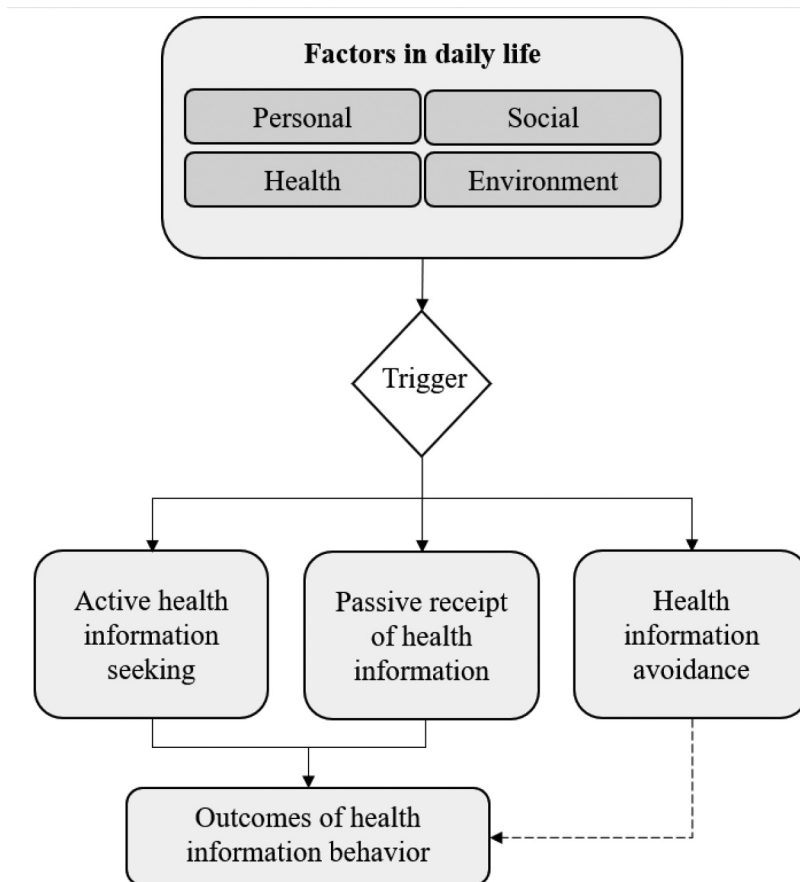 Factors in daily life
Personal
Social
Health
Environment
Trigger
Active health
information
seeking
Passive receipt
of health
information
Health
information
avoidance
Outcomes of health
information behavior